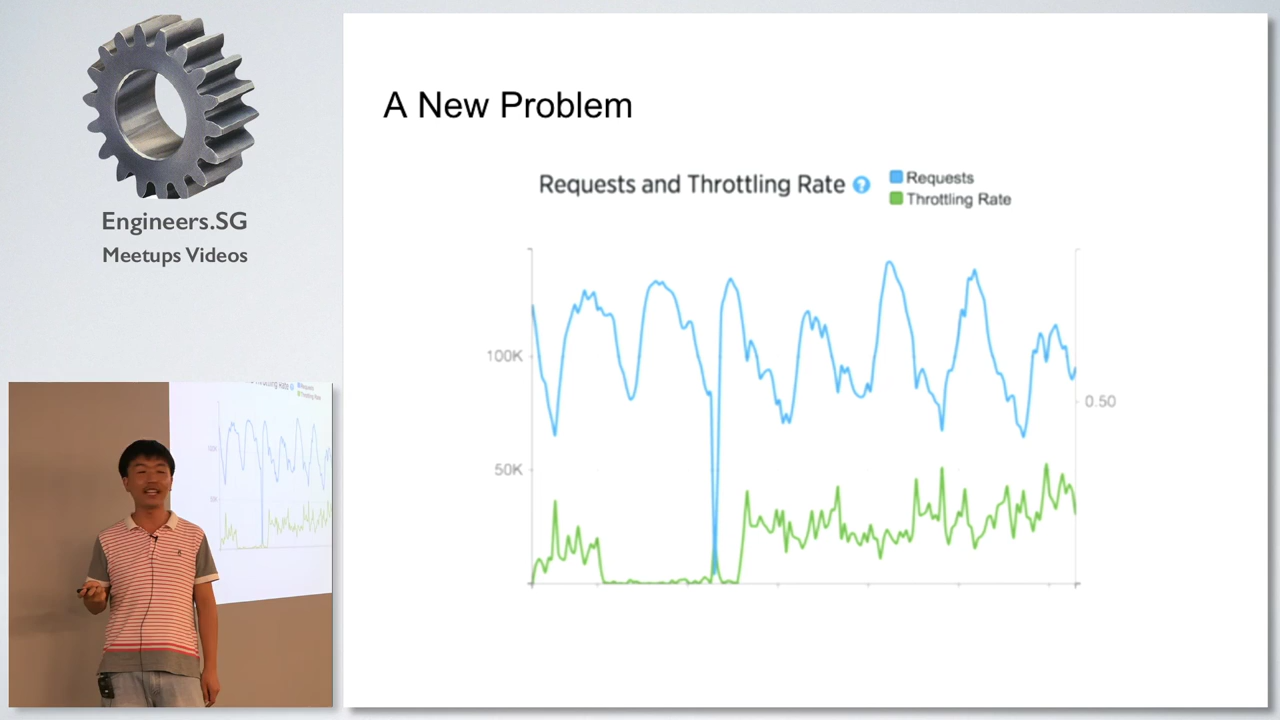 Engineers.SG
Meetups Videos
A New Problem
Requests and Throttling Rate ?
Requests
Throttling Rate
100K
50K
0.50